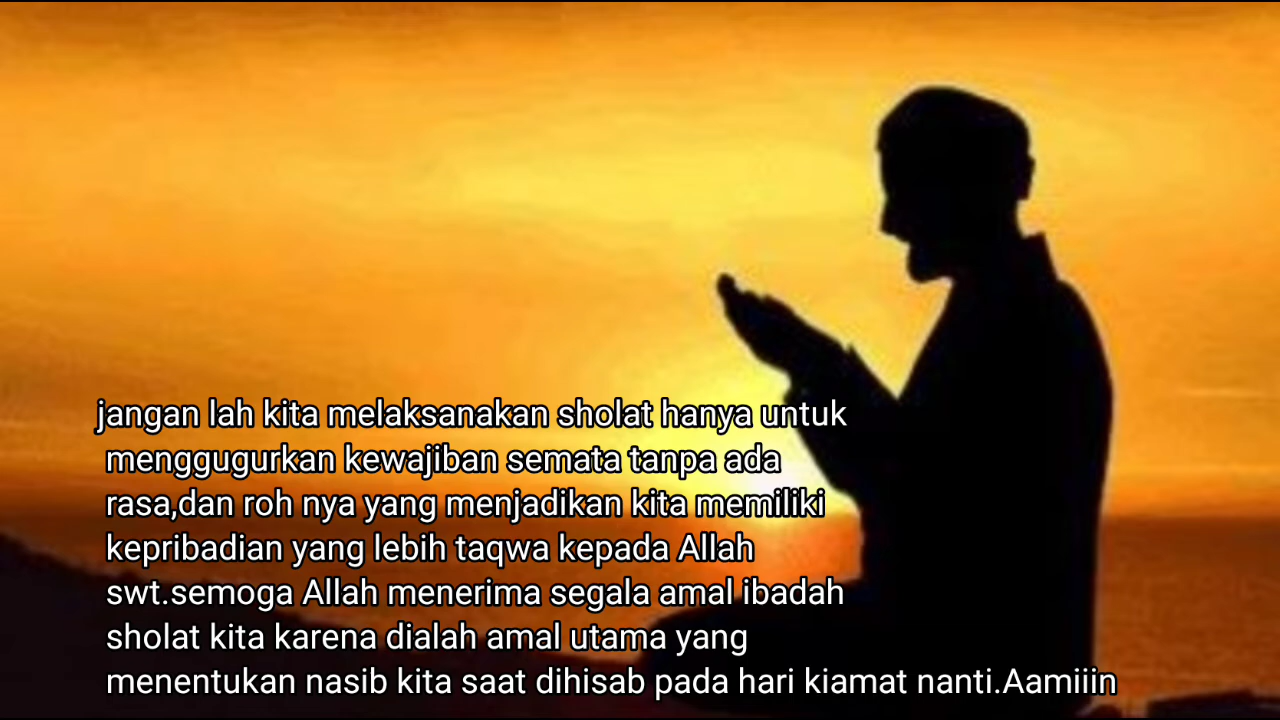 jangan lah kita melaksanakan sholat hanya untuk
menggugurkan kewajiban semata tanpa ada
rasa,dan roh nya yang menjadikan kita memiliki
kepribadian yang lebih taqwa kepada Allah
swt.semoga Allah menerima segala amal ibadah
sholat kita karena dialah amal utama yang
menentukan nasib kita saat dihisab pada hari kiamat nanti.Aamiiin